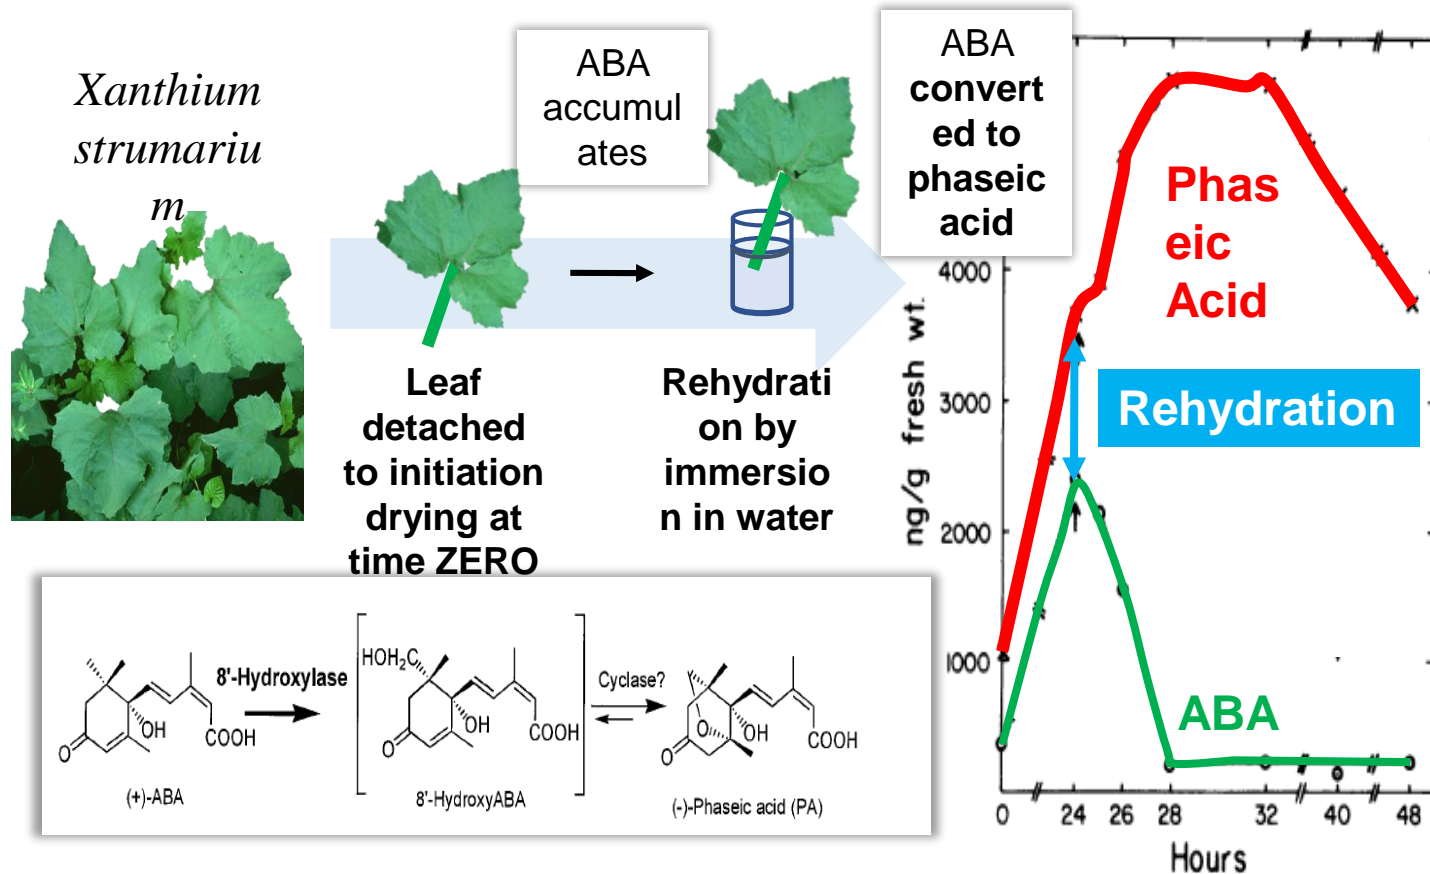 Xanthium
strumariu
m
ABA
accumul
ates
ABA
convert
ed to
phaseic
acid
Leaf
detached
to initiation
drying at
time ZERO
Rehydrati
on by
immersio
n in water
Phas
eic
Acid
Rehydration
ABA
ng/g fresh wt.
4000
3000
2000
1000
0
24
26
28
32
40
48
Hours
HOH₂C
8'-Hydroxylase
Cyclase?
OH
COOH
O
OH
COOH
O
O
OH
COOH
O
(+)-ABA
8'-HydroxyABA
(-)-Phaseic acid (PA)